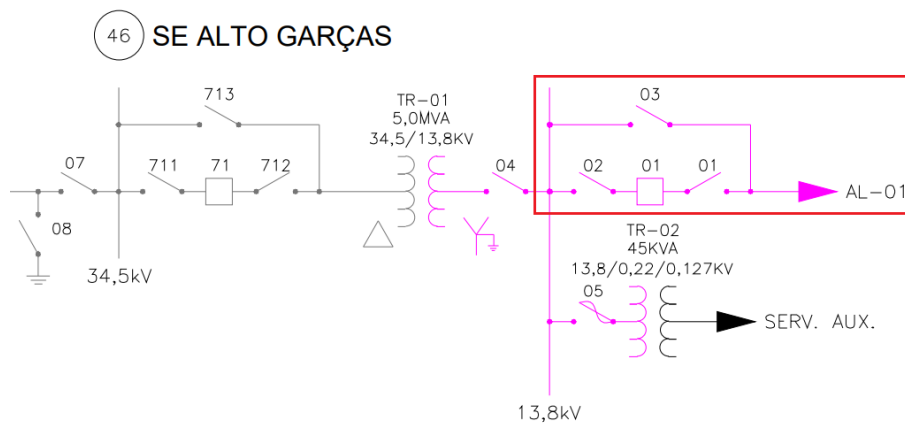 46 SE ALTO GARÇAS
713
TR-01
5,0MVA
34,5/13,8KV
03
07
711
71
712
04
02
01
01
AL-01
08
34,5kV
TR-02
45KVA
13,8/0,22/0,127KV
05
SERV. AUX.
13,8kV